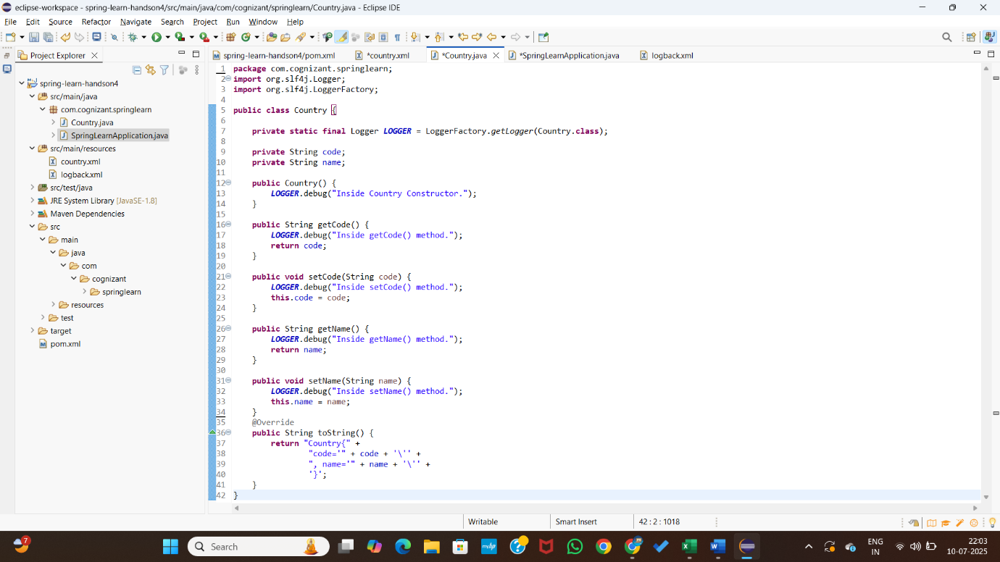 eclipse-workspace - spring-learn-handson4/src/main/java/com/cognizant/springlearn/Country.java - Eclipse IDE
File Edit Source Refactor Navigate Search Project Run Window Help
Project Explorer
spring-learn-handson4/pom.xml *country.xml *Country.java *SpringLearnApplication.java logback.xml
spring-learn-handson4
src/main/java
com.cognizant.springlearn
Country.java
SpringLearnApplication.java
src/main/resources
country.xml
logback.xml
src/test/java
JRE System Library [JavaSE-1.8]
Maven Dependencies
src
main
java
com
cognizant
springlearn
resources
test
target
pom.xml
1 package com.cognizant.springlearn;
2 import org.slf4j.Logger;
3 import org.slf4j.LoggerFactory;
4
5 public class Country {
6
7 private static final Logger LOGGER = LoggerFactory.getLogger(Country.class);
8
9 private String code;
10 private String name;
11
12 public Country() {
13 LOGGER.debug("Inside Country Constructor.");
14 }
15
16 public String getCode() {
17 LOGGER.debug("Inside getCode() method.");
18 return code;
19 }
20
21 public void setCode(String code) {
22 LOGGER.debug("Inside setCode() method.");
23 this.code = code;
24 }
25
26 public String getName() {
27 LOGGER.debug("Inside getName() method.");
28 return name;
29 }
30
31 public void setName(String name) {
32 LOGGER.debug("Inside setName() method.");
33 this.name = name;
34 }
35 @Override
36 public String toString() {
37 return "Country{" +
38 "code='" + code + '\'' +
39 ", name='" + name + '\'' +
40 '}';
41 }
42 }
Writable Smart Insert 42 : 2 : 1018
7 Search myhp ENG IN 22:03 10-07-2025